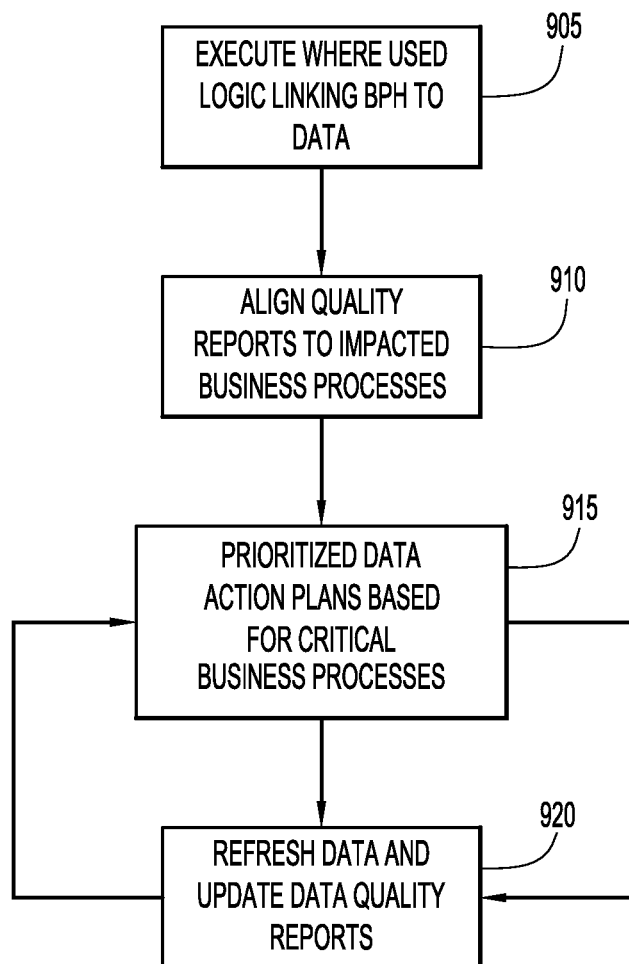 905
EXECUTE WHERE USED
LOGIC LINKING BPH TO
DATA
910
ALIGN QUALITY
REPORTS TO IMPACTED
BUSINESS PROCESSES
915
PRIORITIZED DATA
ACTION PLANS BASED
FOR CRITICAL
BUSINESS PROCESSES
920
REFRESH DATA AND
UPDATE DATA QUALITY
REPORTS